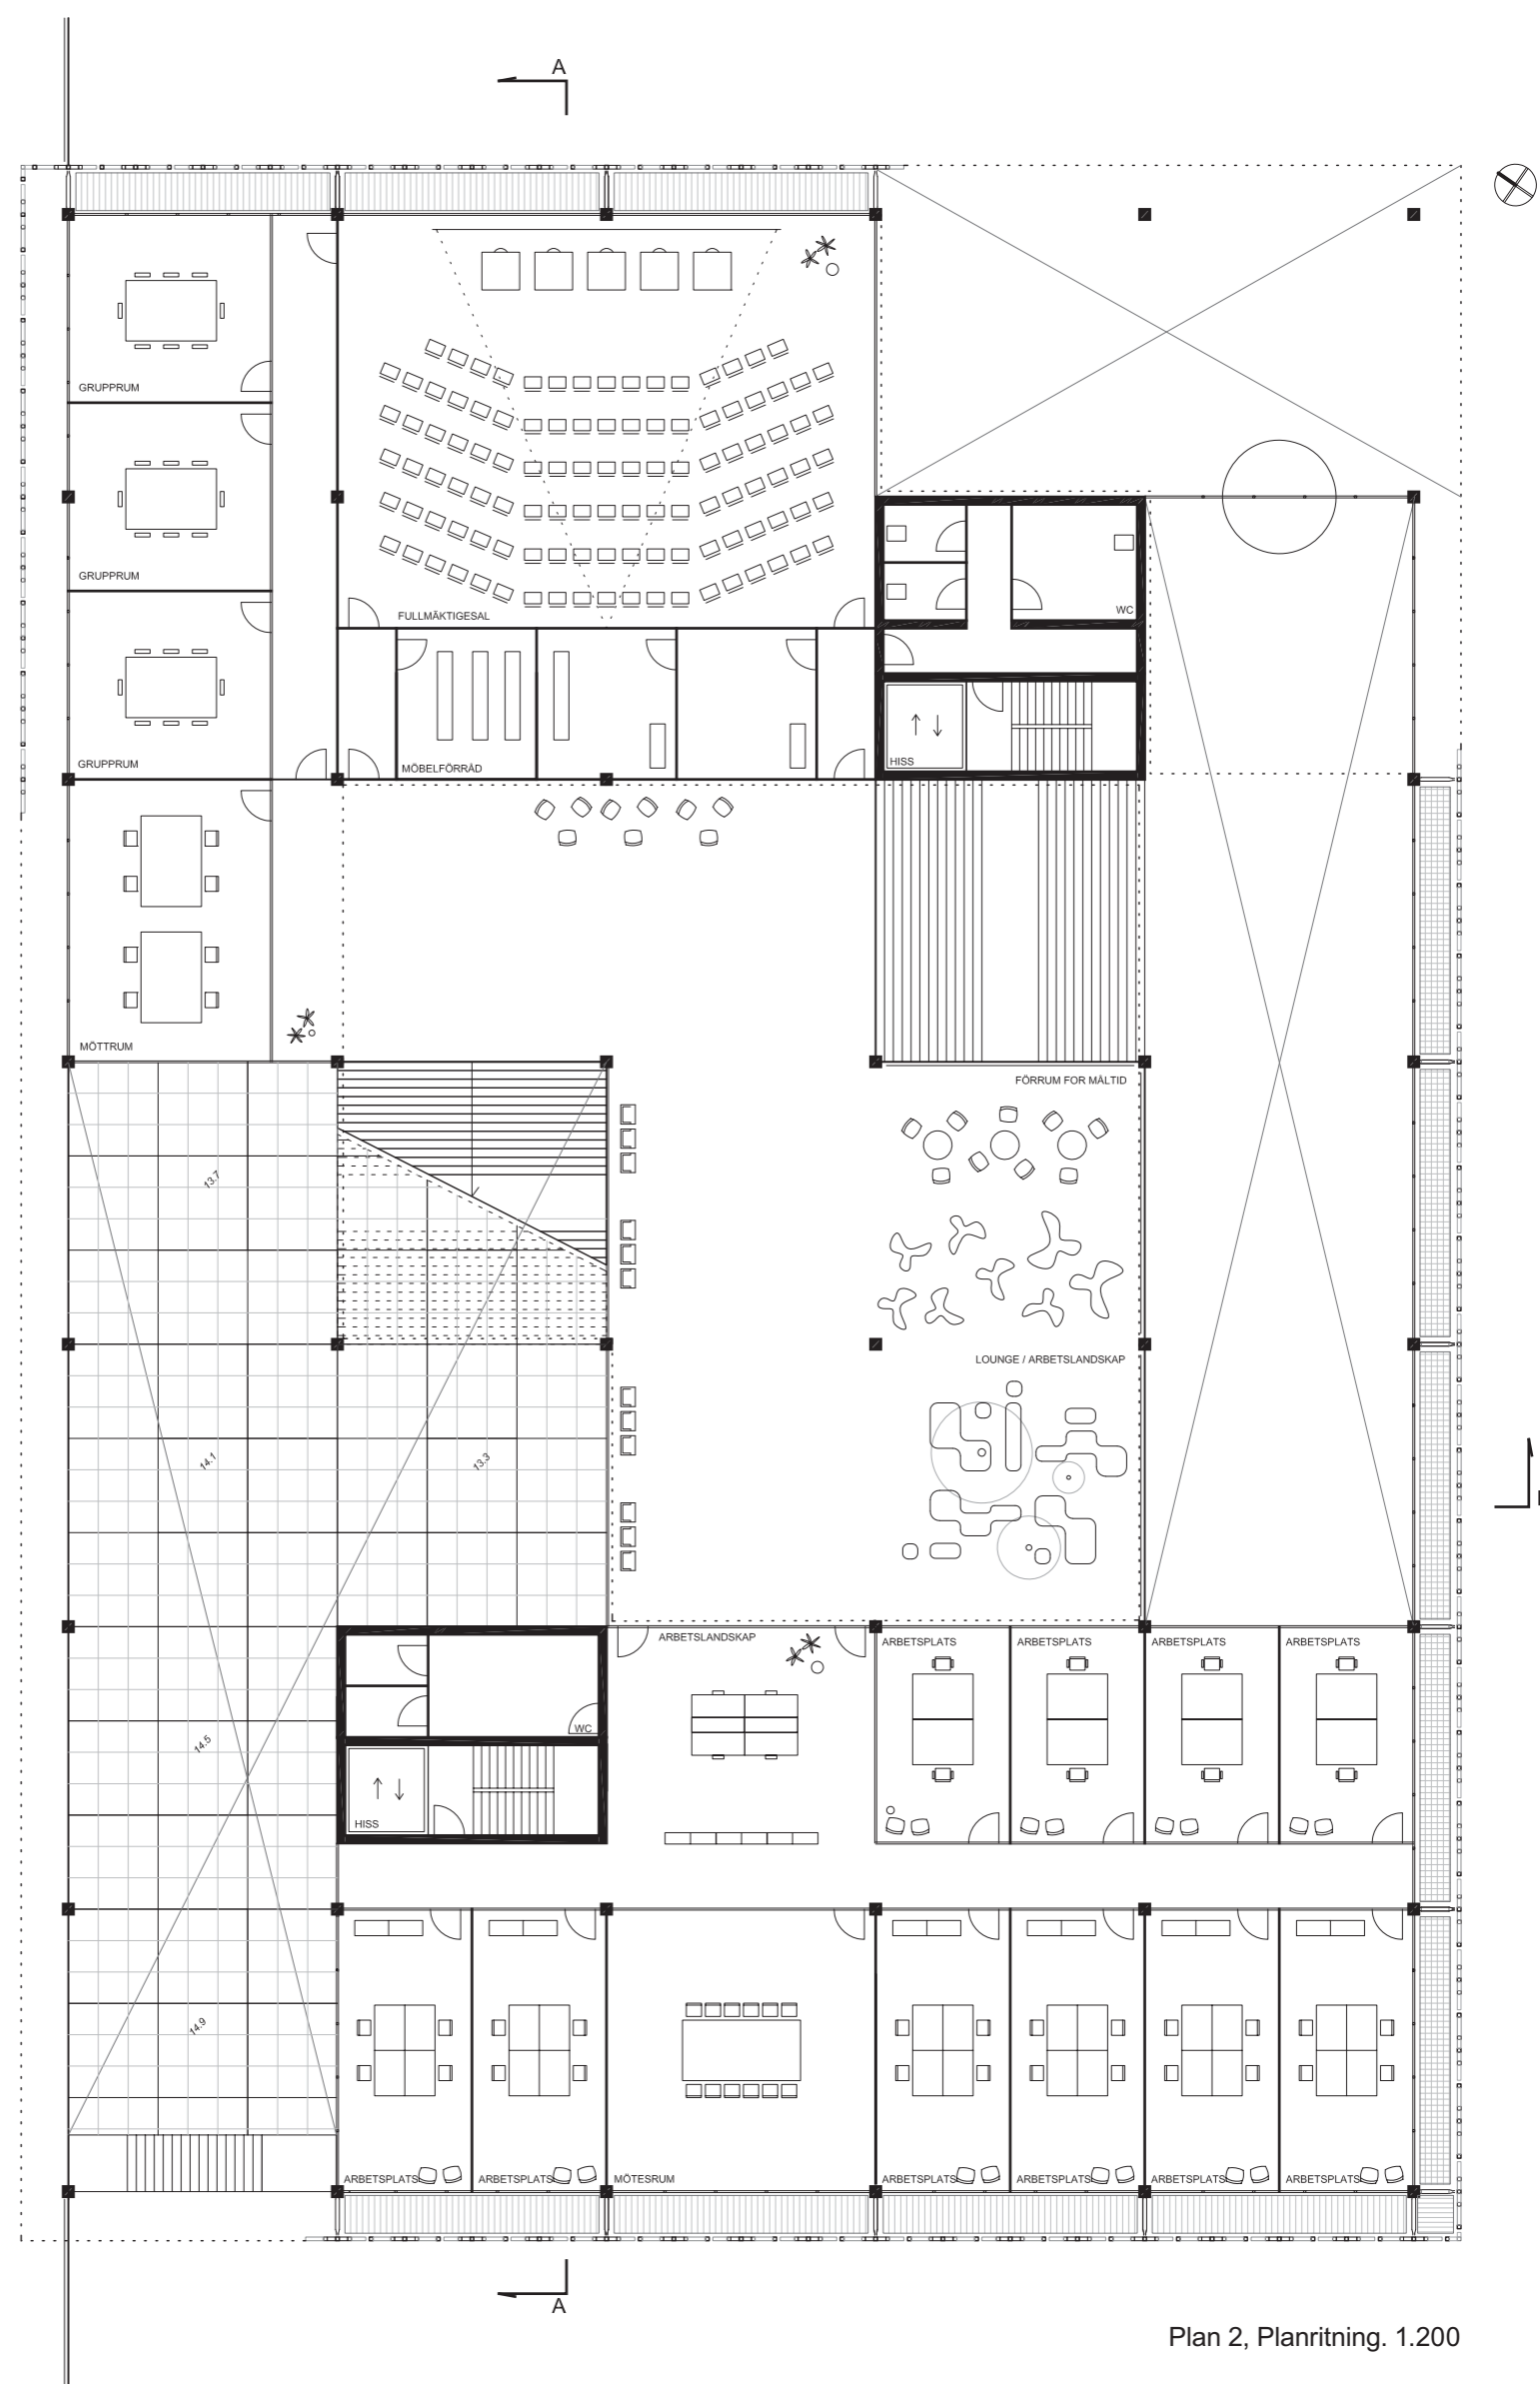 A
GRUPPRUM
GRUPPRUM
FULLMÄKTIGESAL
WC
GRUPPRUM
MÖBELFÖRRÅD
HISS
MÖTTRUM
FÖRRUM FOR MÅLTID
13.7
LOUNGE / ARBETSLANDSKAP
14.1
13.3
ARBETSLANDSKAP
ARBETSPLATS
ARBETSPLATS
ARBETSPLATS
ARBETSPLATS
WC
14.5
HISS
14.9
ARBETSPLATS
ARBETSPLATS
MÖTESRUM
ARBETSPLATS
ARBETSPLATS
ARBETSPLATS
ARBETSPLATS
A
Plan 2, Planritning. 1.200